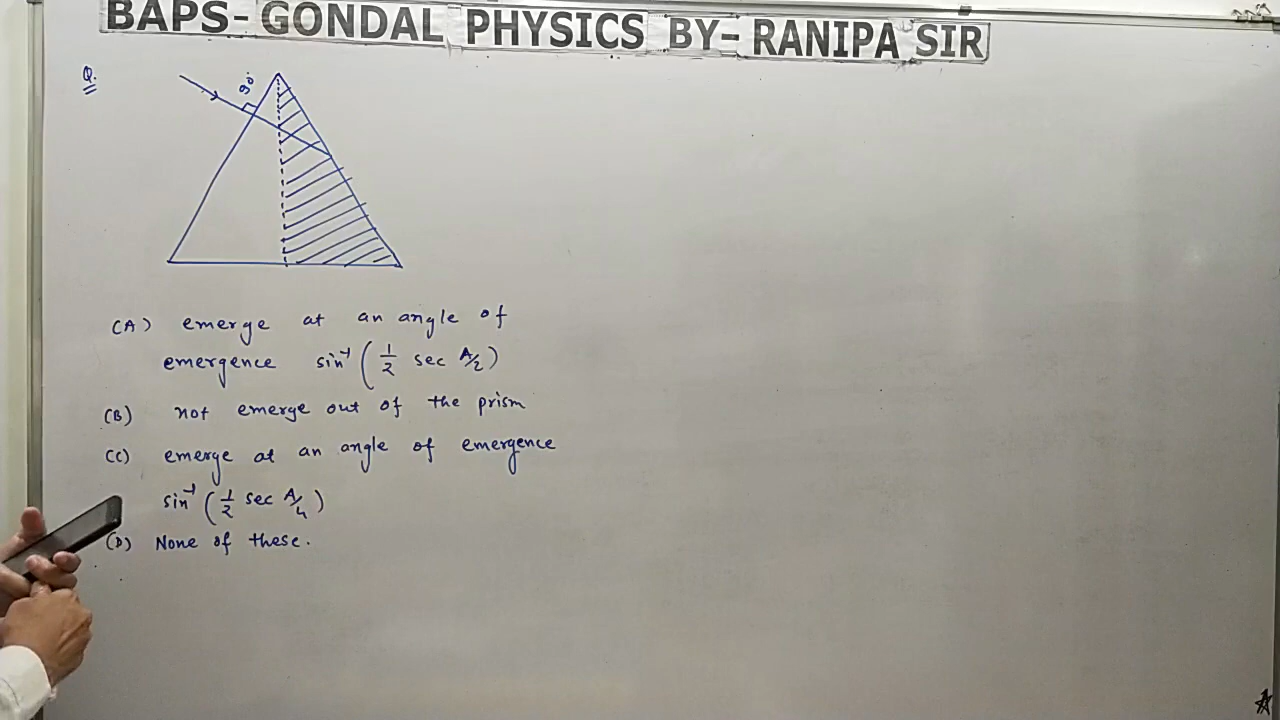 BAPS- GONDAL PHYSICS BY- RANIPA SIR
Q.
90°
(A) emerge at an angle of
emergence sin⁻¹ (1/2 sec A/2)
(B) not emerge out of the prism
(C) emerge at an angle of emergence
sin⁻¹ (1/2 sec A/4)
(D) None of these.